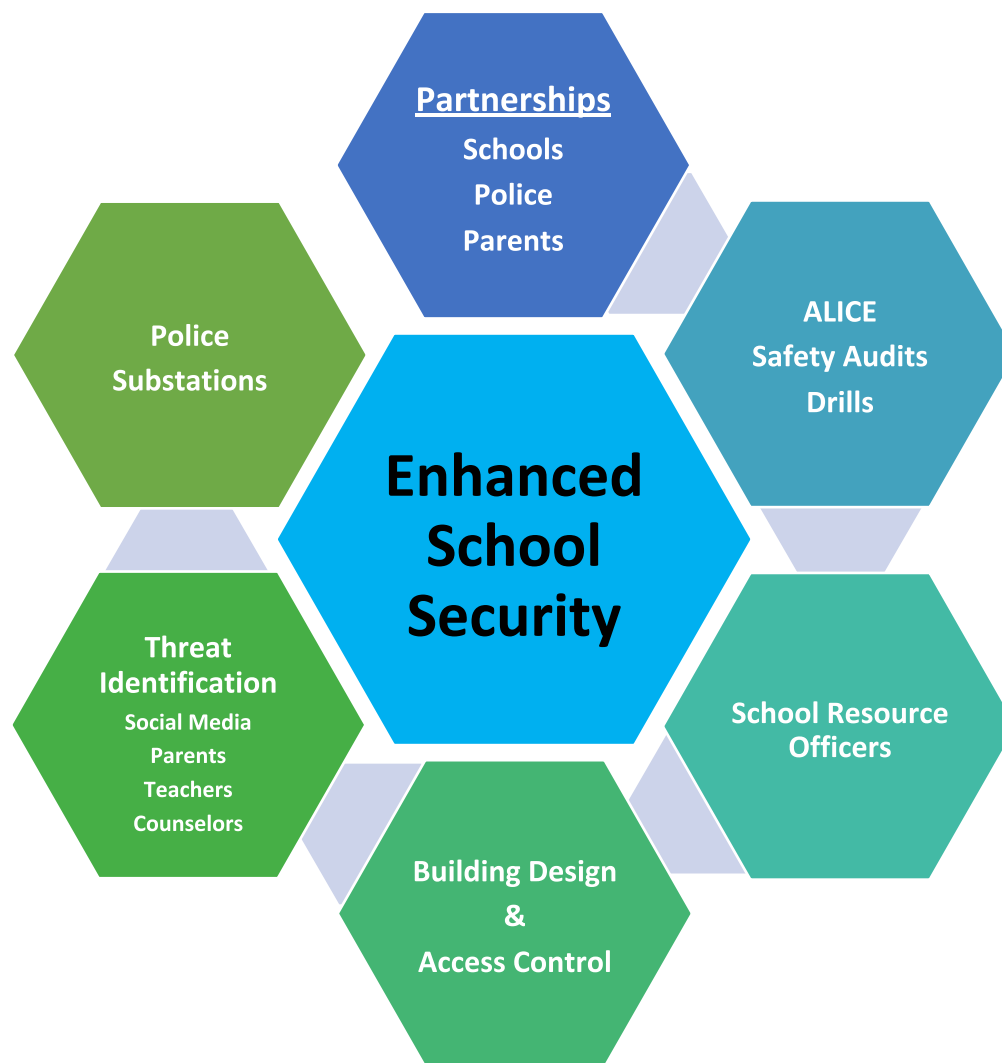 Partnerships
Schools
Police
Parents
ALICE
Safety Audits
Drills
School Resource
Officers
Building Design
&
Access Control
Threat
Identification
Social Media
Parents
Teachers
Counselors
Police
Substations
Enhanced
School
Security